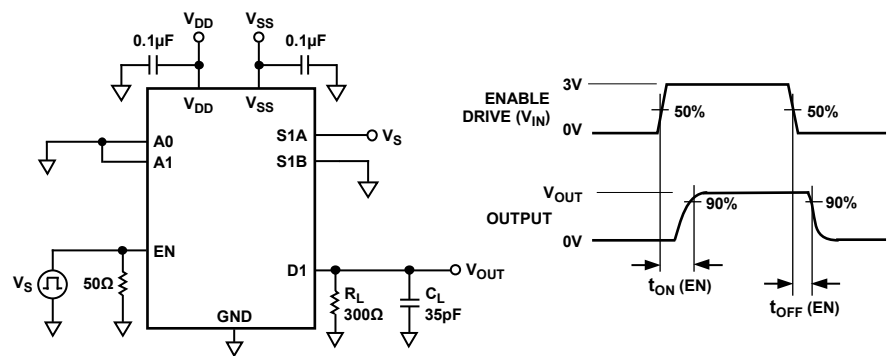 V_DD
V_SS
0.1µF
0.1µF
V_DD
V_SS
A0
A1
S1A
V_S
S1B
EN
V_S
50Ω
D1
V_OUT
R_L
300Ω
C_L
35pF
GND
3V
ENABLE
DRIVE (V_IN)
50%
50%
0V
V_OUT
OUTPUT
90%
90%
0V
t_ON (EN)
t_OFF (EN)